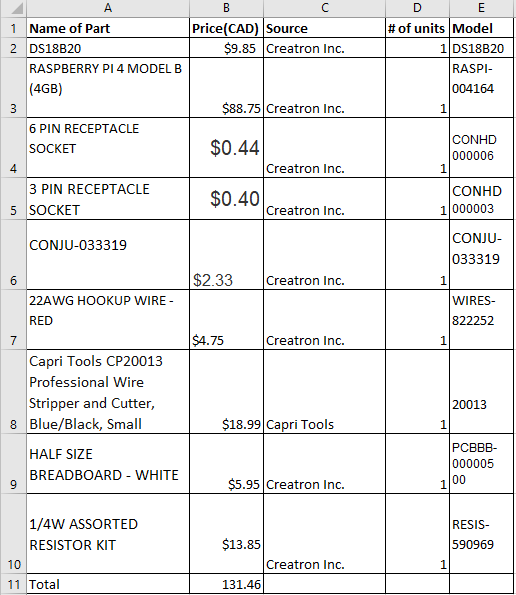 A B C D E
1 Name of Part Price(CAD) Source # of units Model
2 DS18B20 $9.85 Creatron Inc. 1 DS18B20
RASPBERRY PI 4 MODEL B RASPI-
(4GB) 004164
3 $88.75 Creatron Inc. 1
6 PIN RECEPTACLE CONHD
SOCKET $0.44 000006
4 Creatron Inc. 1
3 PIN RECEPTACLE $0.40 CONHD
5 SOCKET Creatron Inc. 1 000003
CONJU-033319 CONJU-
033319
6 $2.33 Creatron Inc. 1
22AWG HOOKUP WIRE - WIRES-
RED 822252
7 $4.75 Creatron Inc. 1
Capri Tools CP20013
Professional Wire
Stripper and Cutter, 20013
8 Blue/Black, Small $18.99 Capri Tools 1
HALF SIZE PCBBB-
BREADBOARD - WHITE 000005
9 $5.95 Creatron Inc. 1 00
1/4W ASSORTED RESIS-
RESISTOR KIT $13.85 590969
10 Creatron Inc. 1
11 Total 131.46